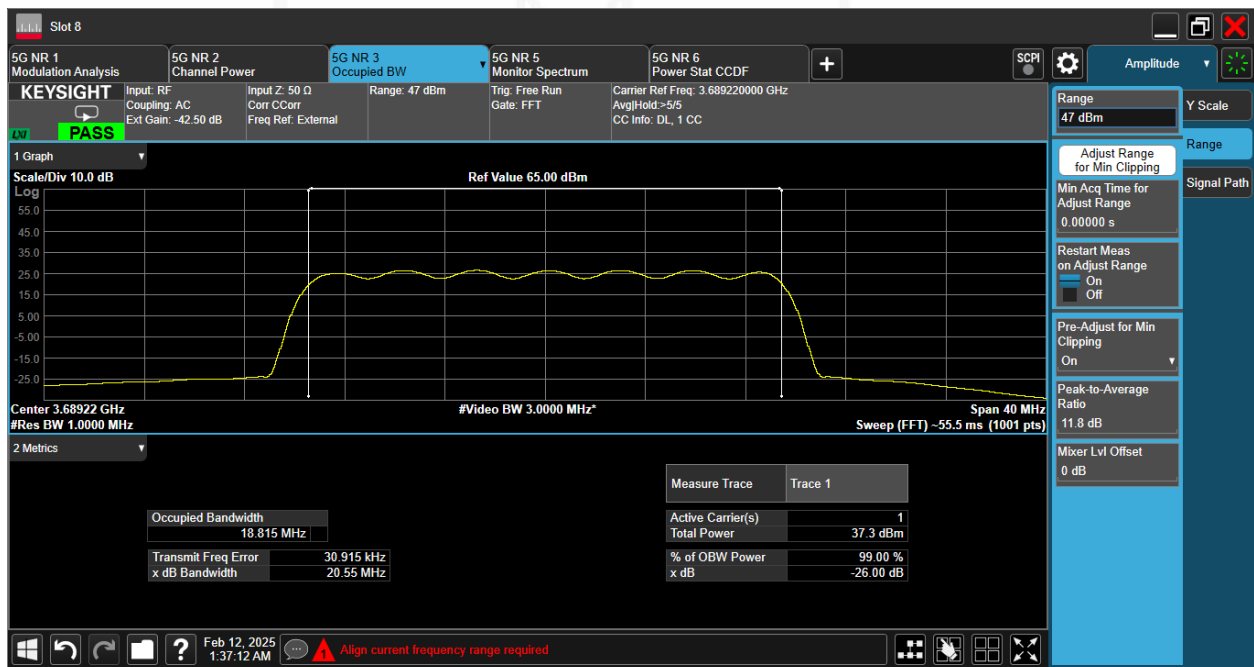 Slot 8
5G NR 1
Modulation Analysis
5G NR 2
Channel Power
5G NR 3
Occupied BW
5G NR 5
Monitor Spectrum
5G NR 6
Power Stat CCDF
SCPI
Amplitude
KEYSIGHT
LXI
PASS
Input: RF
Coupling: AC
Ext Gain: -42.50 dB
Input Z: 50 Ω
Corr CCorr
Freq Ref: External
Range: 47 dBm
Trig: Free Run
Gate: FFT
Carrier Ref Freq: 3.689220000 GHz
Avg|Hold:>5/5
CC Info: DL, 1 CC
1 Graph
Scale/Div 10.0 dB
Ref Value 65.00 dBm
Log
55.0
45.0
35.0
25.0
15.0
5.00
-5.00
-15.0
-25.0
Center 3.68922 GHz
#Video BW 3.0000 MHz*
Span 40 MHz
#Res BW 1.0000 MHz
Sweep (FFT) ~55.5 ms (1001 pts)
2 Metrics
Measure Trace Trace 1
Occupied Bandwidth
18.815 MHz
Transmit Freq Error 30.915 kHz
x dB Bandwidth 20.55 MHz
Active Carrier(s) 1
Total Power 37.3 dBm
% of OBW Power 99.00 %
x dB -26.00 dB
Range
47 dBm
Adjust Range
for Min Clipping
Min Acq Time for
Adjust Range
0.00000 s
Restart Meas
on Adjust Range
On
Off
Pre-Adjust for Min
Clipping
On
Peak-to-Average
Ratio
11.8 dB
Mixer Lvl Offset
0 dB
Y Scale
Range
Signal Path
?
Feb 12, 2025
1:37:12 AM
1
Align current frequency range required